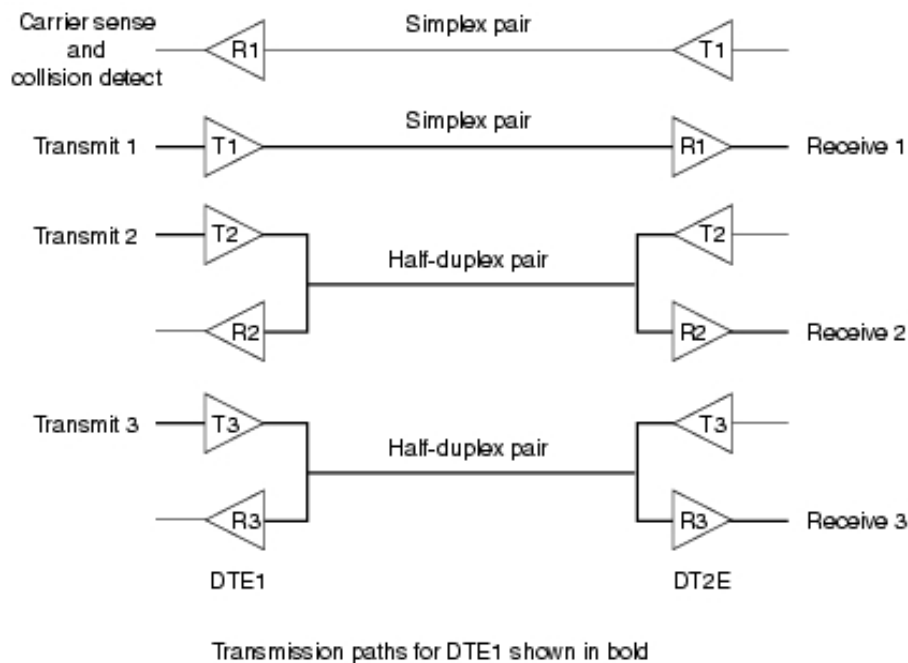 Carrier sense
and
collision detect
R1
Simplex pair
T1
Transmit 1
T1
Simplex pair
R1
Receive 1
Transmit 2
T2
T2
Half-duplex pair
R2
R2
Receive 2
Transmit 3
T3
T3
Half-duplex pair
R3
R3
Receive 3
DTE1
DT2E
Transmission paths for DTE1 shown in bold